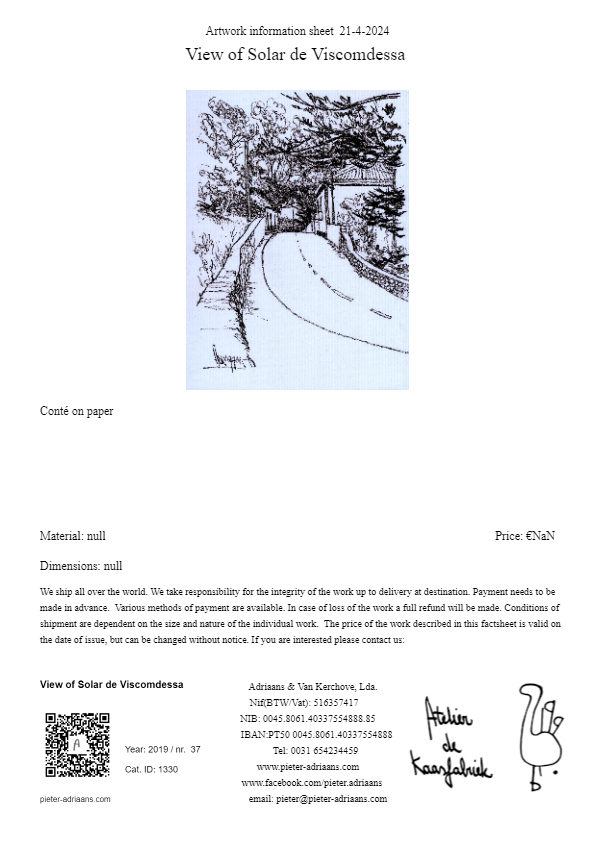 Artwork information sheet 21-4-2024
View of Solar de Viscomdessa
Conté on paper
Material: null
Price: €NaN
Dimensions: null
We ship all over the world. We take responsibility for the integrity of the work up to delivery at destination. Payment needs to be
made in advance. Various methods of payment are available. In case of loss of the work a full refund will be made. Conditions of
shipment are dependent on the size and nature of the individual work. The price of the work described in this factsheet is valid on
the date of issue, but can be changed without notice. If you are interested please contact us:
View of Solar de Viscomdessa
A
Year: 2019 / nr. 37
Cat. ID: 1330
pieter-adriaans.com
Adriaans & Van Kerchove, Lda.
Nif(BTW/Vat): 516357417
NIB: 0045.8061.40337554888.85
IBAN:PT50 0045.8061.40337554888
Tel: 0031 654234459
www.pieter-adriaans.com
www.facebook.com/pieter.adriaans
email: pieter@pieter-adriaans.com
Atelier
de
Kaasfabriek